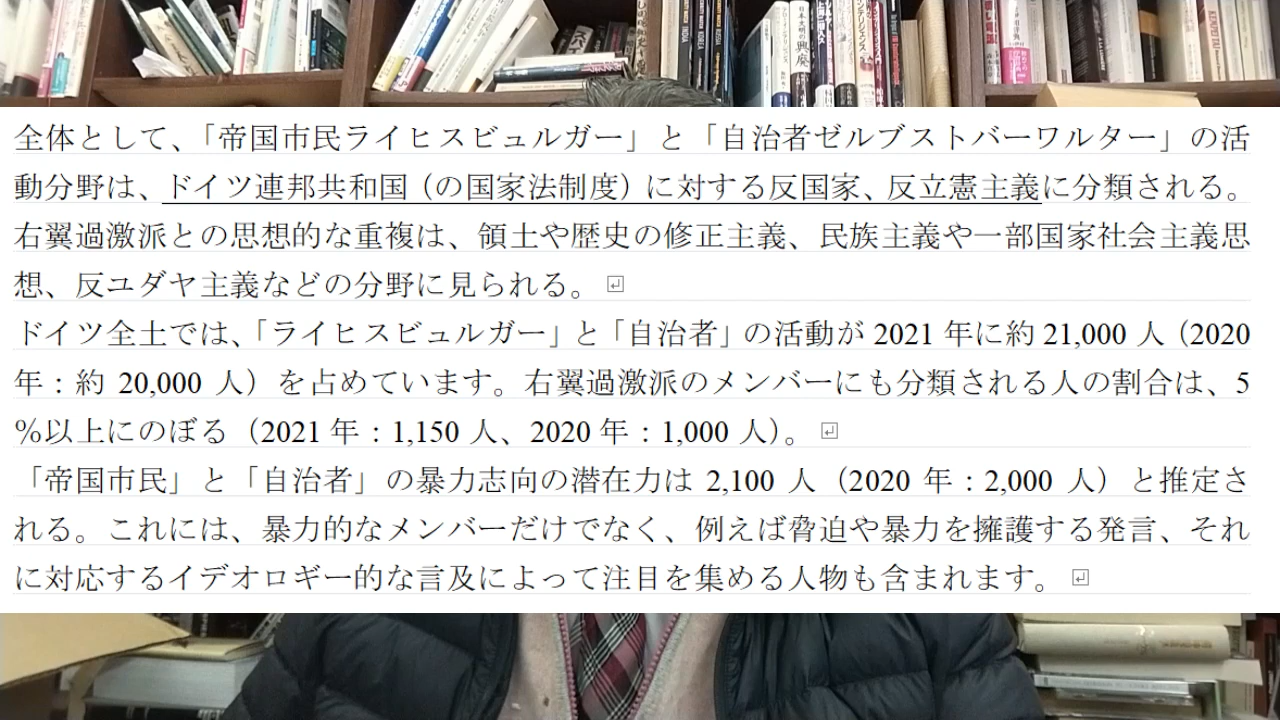 全体として、「帝国市民ライヒスビュルガー」と「自治者ゼルブストバーワルター」の活
動分野は、ドイツ連邦共和国（の国家法制度）に対する反国家、反立憲主義に分類される。
右翼過激派との思想的な重複は、領土や歴史の修正主義、民族主義や一部国家社会主義思
想、反ユダヤ主義などの分野に見られる。
ドイツ全土では、「ライヒスビュルガー」と「自治者」の活動が 2021 年に約 21,000 人（2020
年：約 20,000 人）を占めています。右翼過激派のメンバーにも分類される人の割合は、5
％以上にのぼる（2021 年：1,150 人、2020 年：1,000 人）。
「帝国市民」と「自治者」の暴力志向の潜在力は 2,100 人（2020 年：2,000 人）と推定さ
れる。これには、暴力的なメンバーだけでなく、例えば脅迫や暴力を擁護する発言、それ
に対応するイデオロギー的な言及によって注目を集める人物も含まれます。